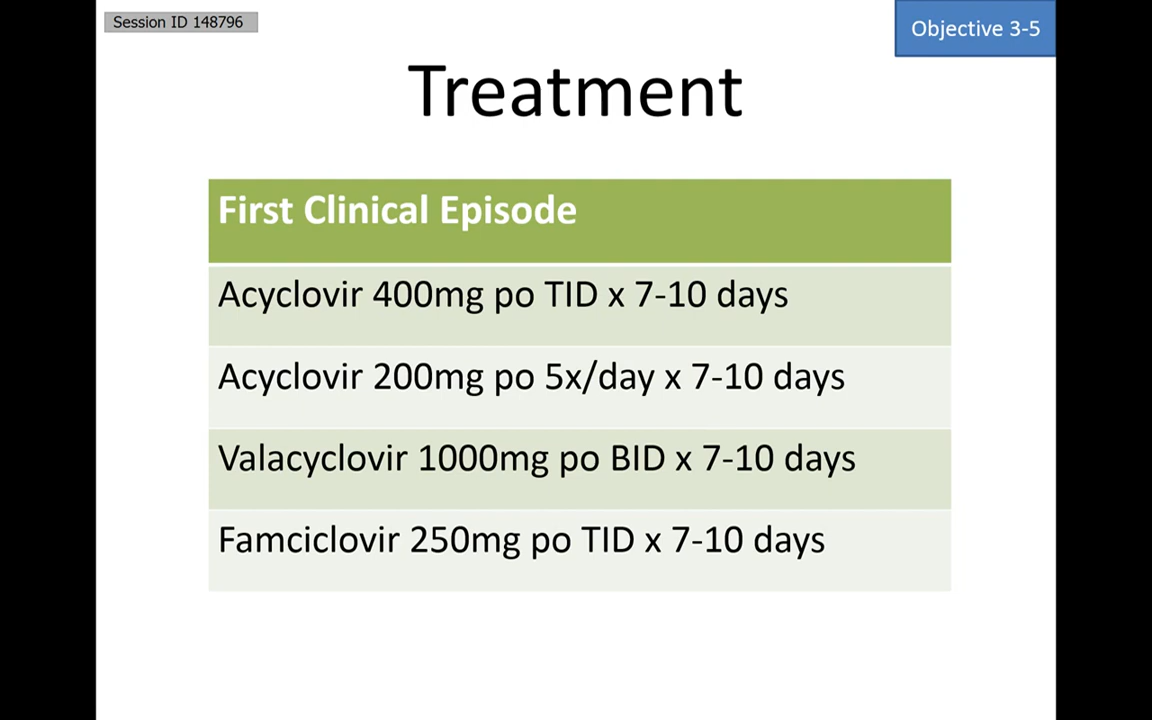 Session ID 148796
Objective 3-5
Treatment
First Clinical Episode
Acyclovir 400mg po TID x 7-10 days
Acyclovir 200mg po 5x/day x 7-10 days
Valacyclovir 1000mg po BID x 7-10 days
Famciclovir 250mg po TID x 7-10 days